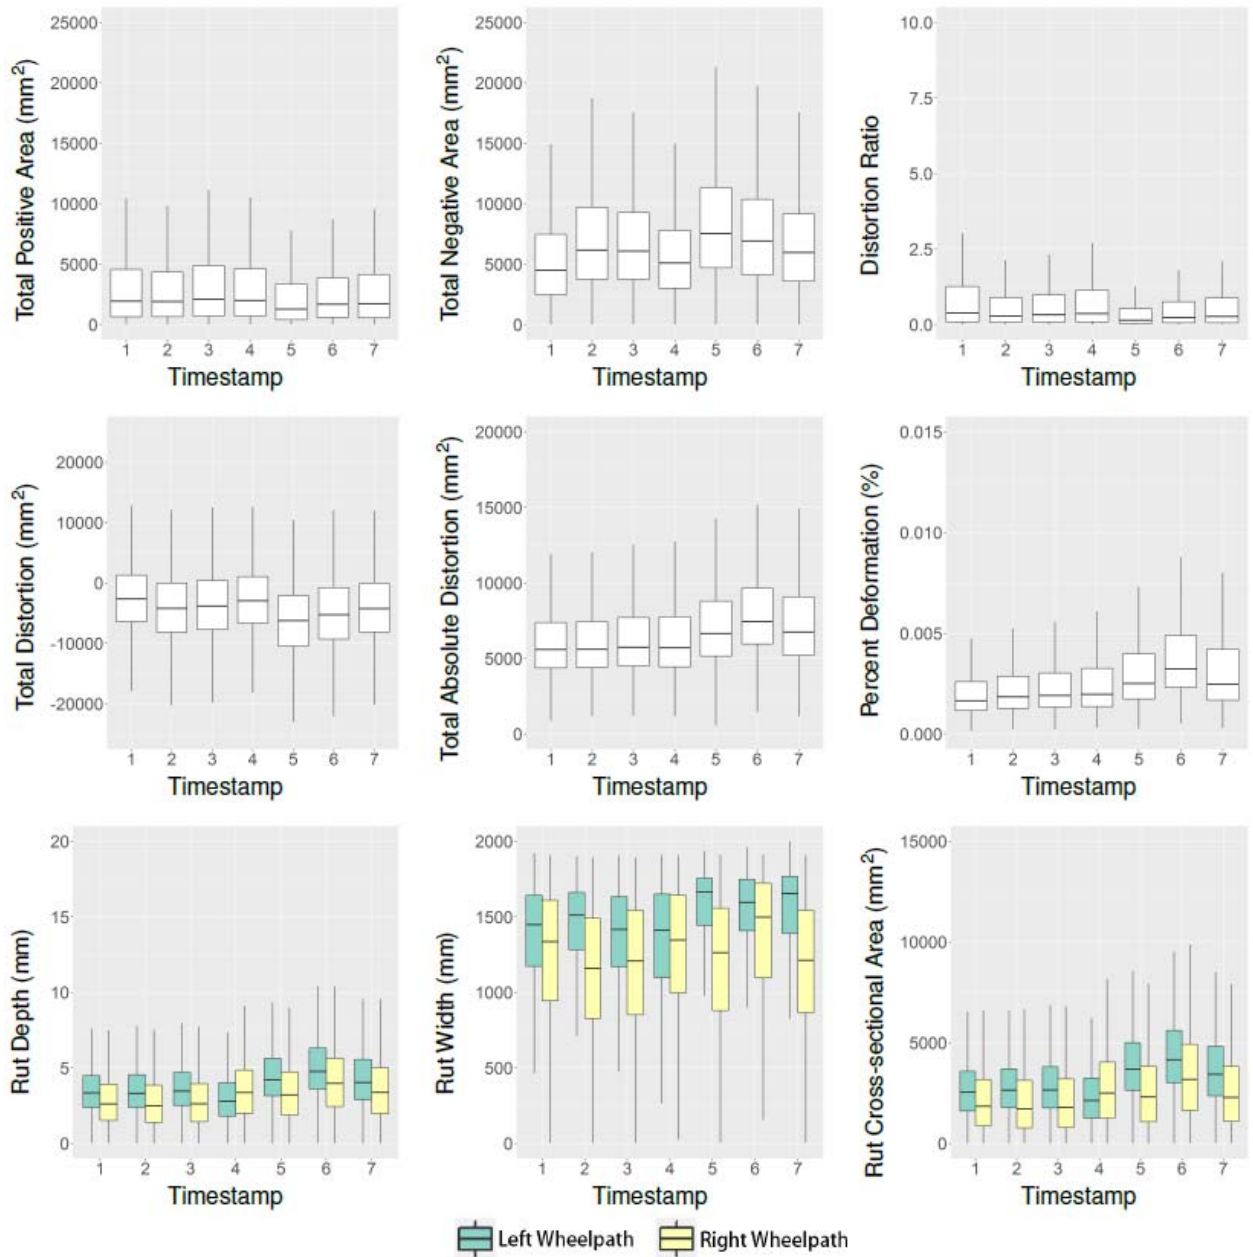 Total Positive Area (mm²)
25000
20000
15000
10000
5000
0
1 2 3 4 5 6 7
Timestamp
Total Negative Area (mm²)
25000
20000
15000
10000
5000
0
1 2 3 4 5 6 7
Timestamp
Distortion Ratio
10.0
7.5
5.0
2.5
0.0
1 2 3 4 5 6 7
Timestamp
Total Distortion (mm²)
20000
10000
0
-10000
-20000
1 2 3 4 5 6 7
Timestamp
Total Absolute Distortion (mm²)
20000
15000
10000
5000
0
1 2 3 4 5 6 7
Timestamp
Percent Deformation (%)
0.015
0.010
0.005
0.000
1 2 3 4 5 6 7
Timestamp
Rut Depth (mm)
20
15
10
5
0
1 2 3 4 5 6 7
Timestamp
Rut Width (mm)
2000
1500
1000
500
0
1 2 3 4 5 6 7
Timestamp
Rut Cross-sectional Area (mm²)
15000
10000
5000
0
1 2 3 4 5 6 7
Timestamp
Left Wheelpath Right Wheelpath